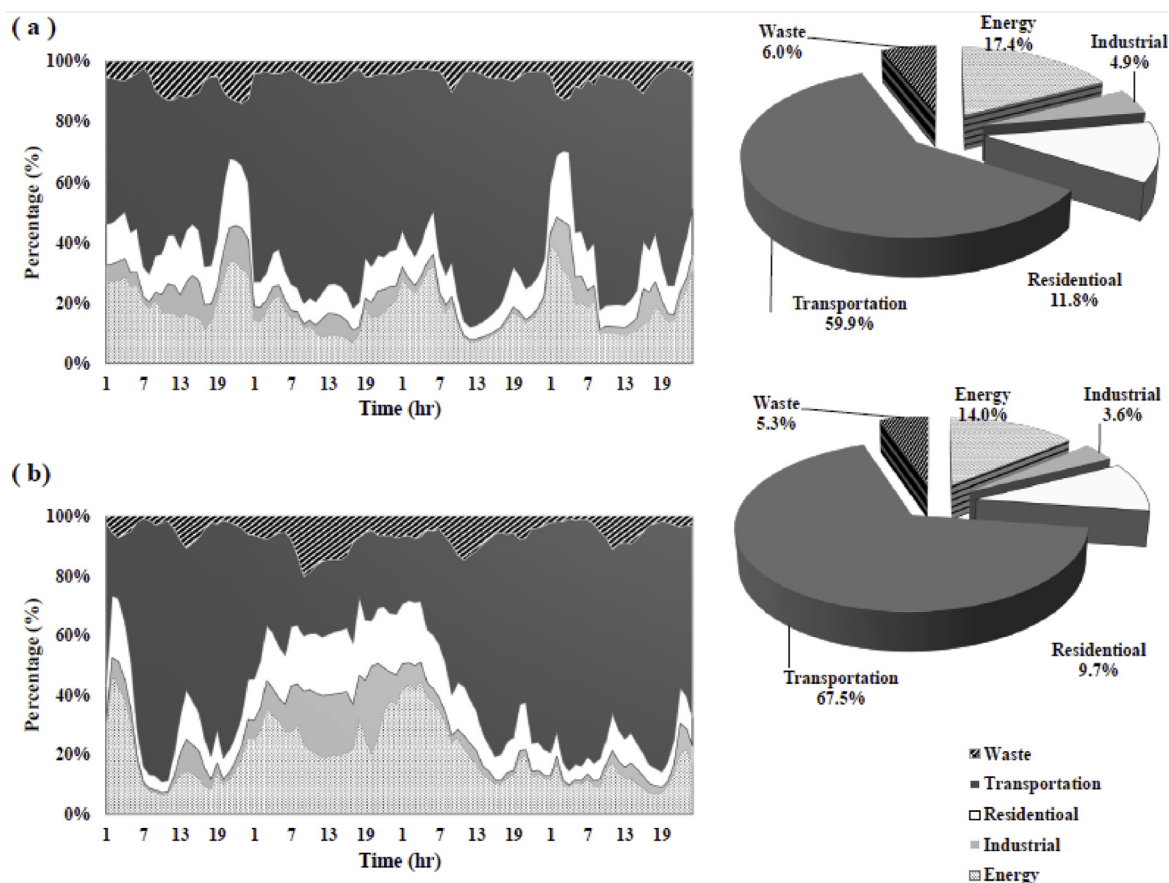 ( a )
100%
80%
60%
40%
20%
0%
Percentage (%)
1 7 13 19 1 7 13 19 1 7 13 19 1 7 13 19
Time (hr)
Waste
6.0%
Energy
17.4%
Industrial
4.9%
Residentioal
11.8%
Transportation
59.9%
( b )
100%
80%
60%
40%
20%
0%
Percentage (%)
1 7 13 19 1 7 13 19 1 7 13 19 1 7 13 19
Time (hr)
Waste
5.3%
Energy
14.0%
Industrial
3.6%
Residentioal
9.7%
Transportation
67.5%
Waste
Transportation
Residentioal
Industrial
Energy